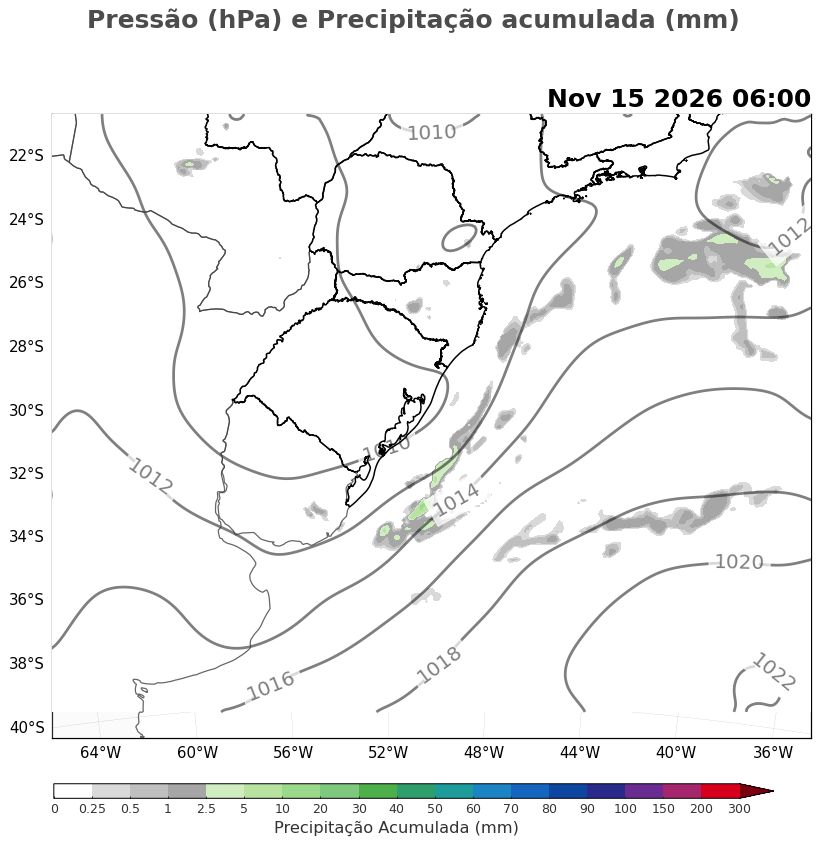 Pressão (hPa) e Precipitação acumulada (mm)
Nov 15 2026 06:00
1010
22°S
24°S
1012
26°S
28°S
30°S
1010
32°S
1012
1014
34°S
1020
36°S
38°S
1018
1022
1016
40°S
64°W 60°W 56°W 52°W 48°W 44°W 40°W 36°W
0 0.25 0.5 1 2.5 5 10 20 30 40 50 60 70 80 90 100 150 200 300
Precipitação Acumulada (mm)